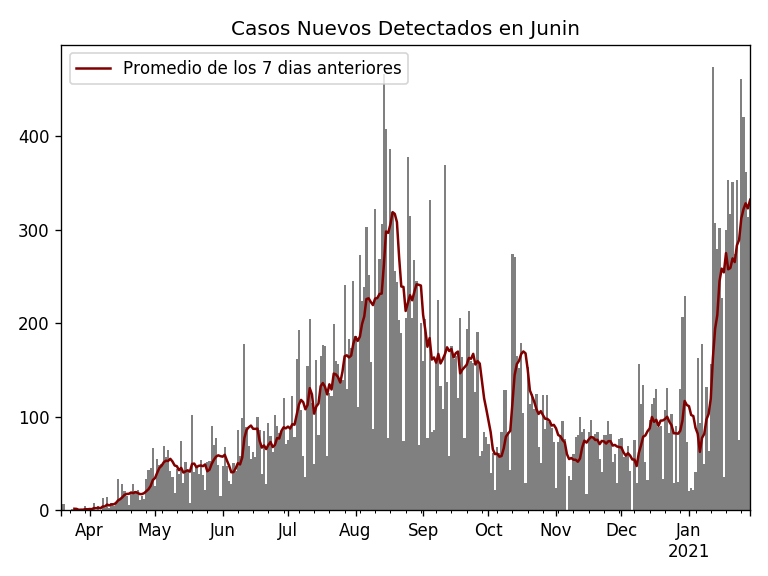 Casos Nuevos Detectados en Junin
Promedio de los 7 dias anteriores
400
300
200
100
0
Apr May Jun Jul Aug Sep Oct Nov Dec Jan
2021